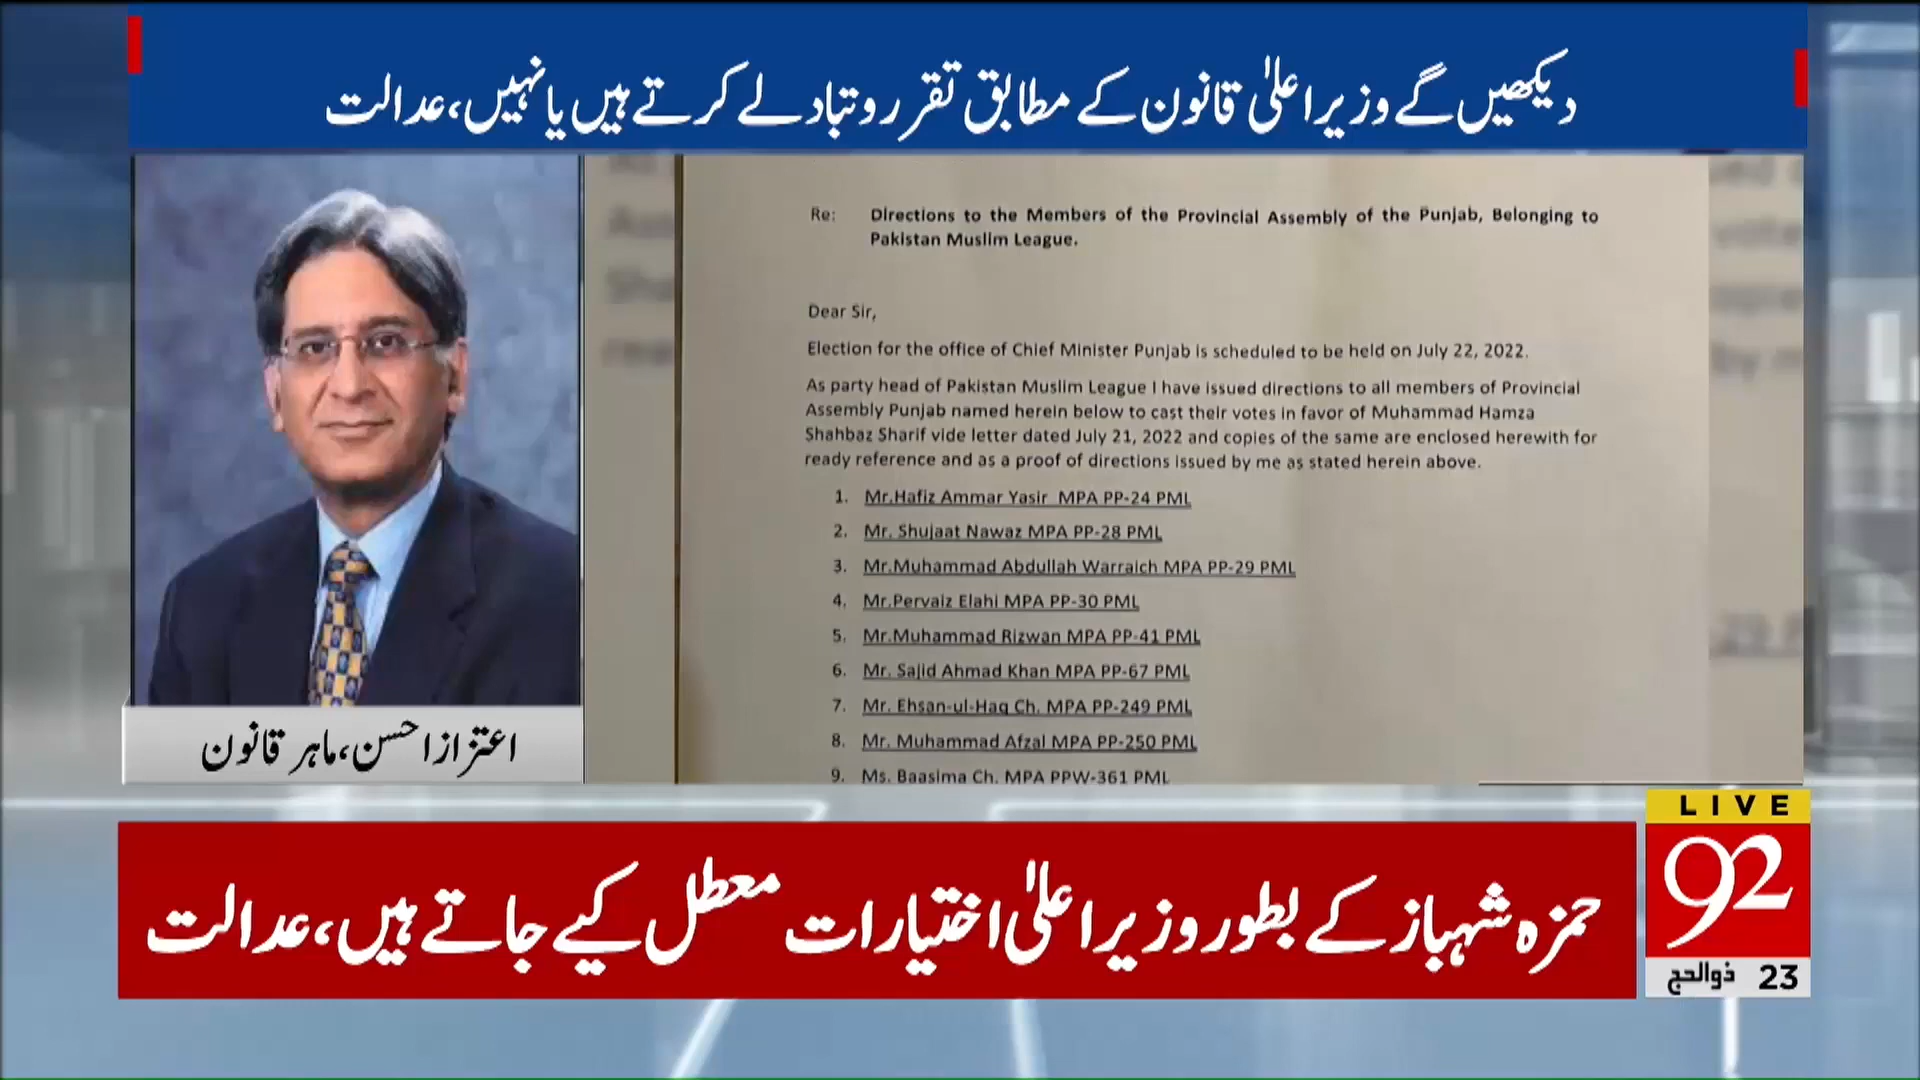 دیکھیں گے وزیراعلیٰ قانون کے مطابق تقرر و تبادلے کرتے ہیں یا نہیں، عدالت
Re: Directions to the Members of the Provincial Assembly of the Punjab, Belonging to
Pakistan Muslim League.
Dear Sir,
Election for the office of Chief Minister Punjab is scheduled to be held on July 22, 2022.
As party head of Pakistan Muslim League I have issued directions to all members of Provincial
Assembly Punjab named herein below to cast their votes in favor of Muhammad Hamza
Shahbaz Sharif vide letter dated July 21, 2022 and copies of the same are enclosed herewith for
ready reference and as a proof of directions issued by me as stated herein above.
1. Mr.Hafiz Ammar Yasir MPA PP-24 PML
2. Mr. Shujaat Nawaz MPA PP-28 PML
3. Mr.Muhammad Abdullah Warraich MPA PP-29 PML
4. Mr.Pervaiz Elahi MPA PP-30 PML
5. Mr.Muhammad Rizwan MPA PP-41 PML
6. Mr. Sajid Ahmad Khan MPA PP-67 PML
7. Mr. Ehsan-ul-Haq Ch. MPA PP-249 PML
8. Mr. Muhammad Afzal MPA PP-250 PML
9. Ms. Baasima Ch. MPA PPW-361 PML
اعتزاز احسن، ماہر قانون
LIVE
92
حمزہ شہباز کے بطور وزیراعلیٰ اختیارات معطل کیے جاتے ہیں، عدالت
23 ذوالحج